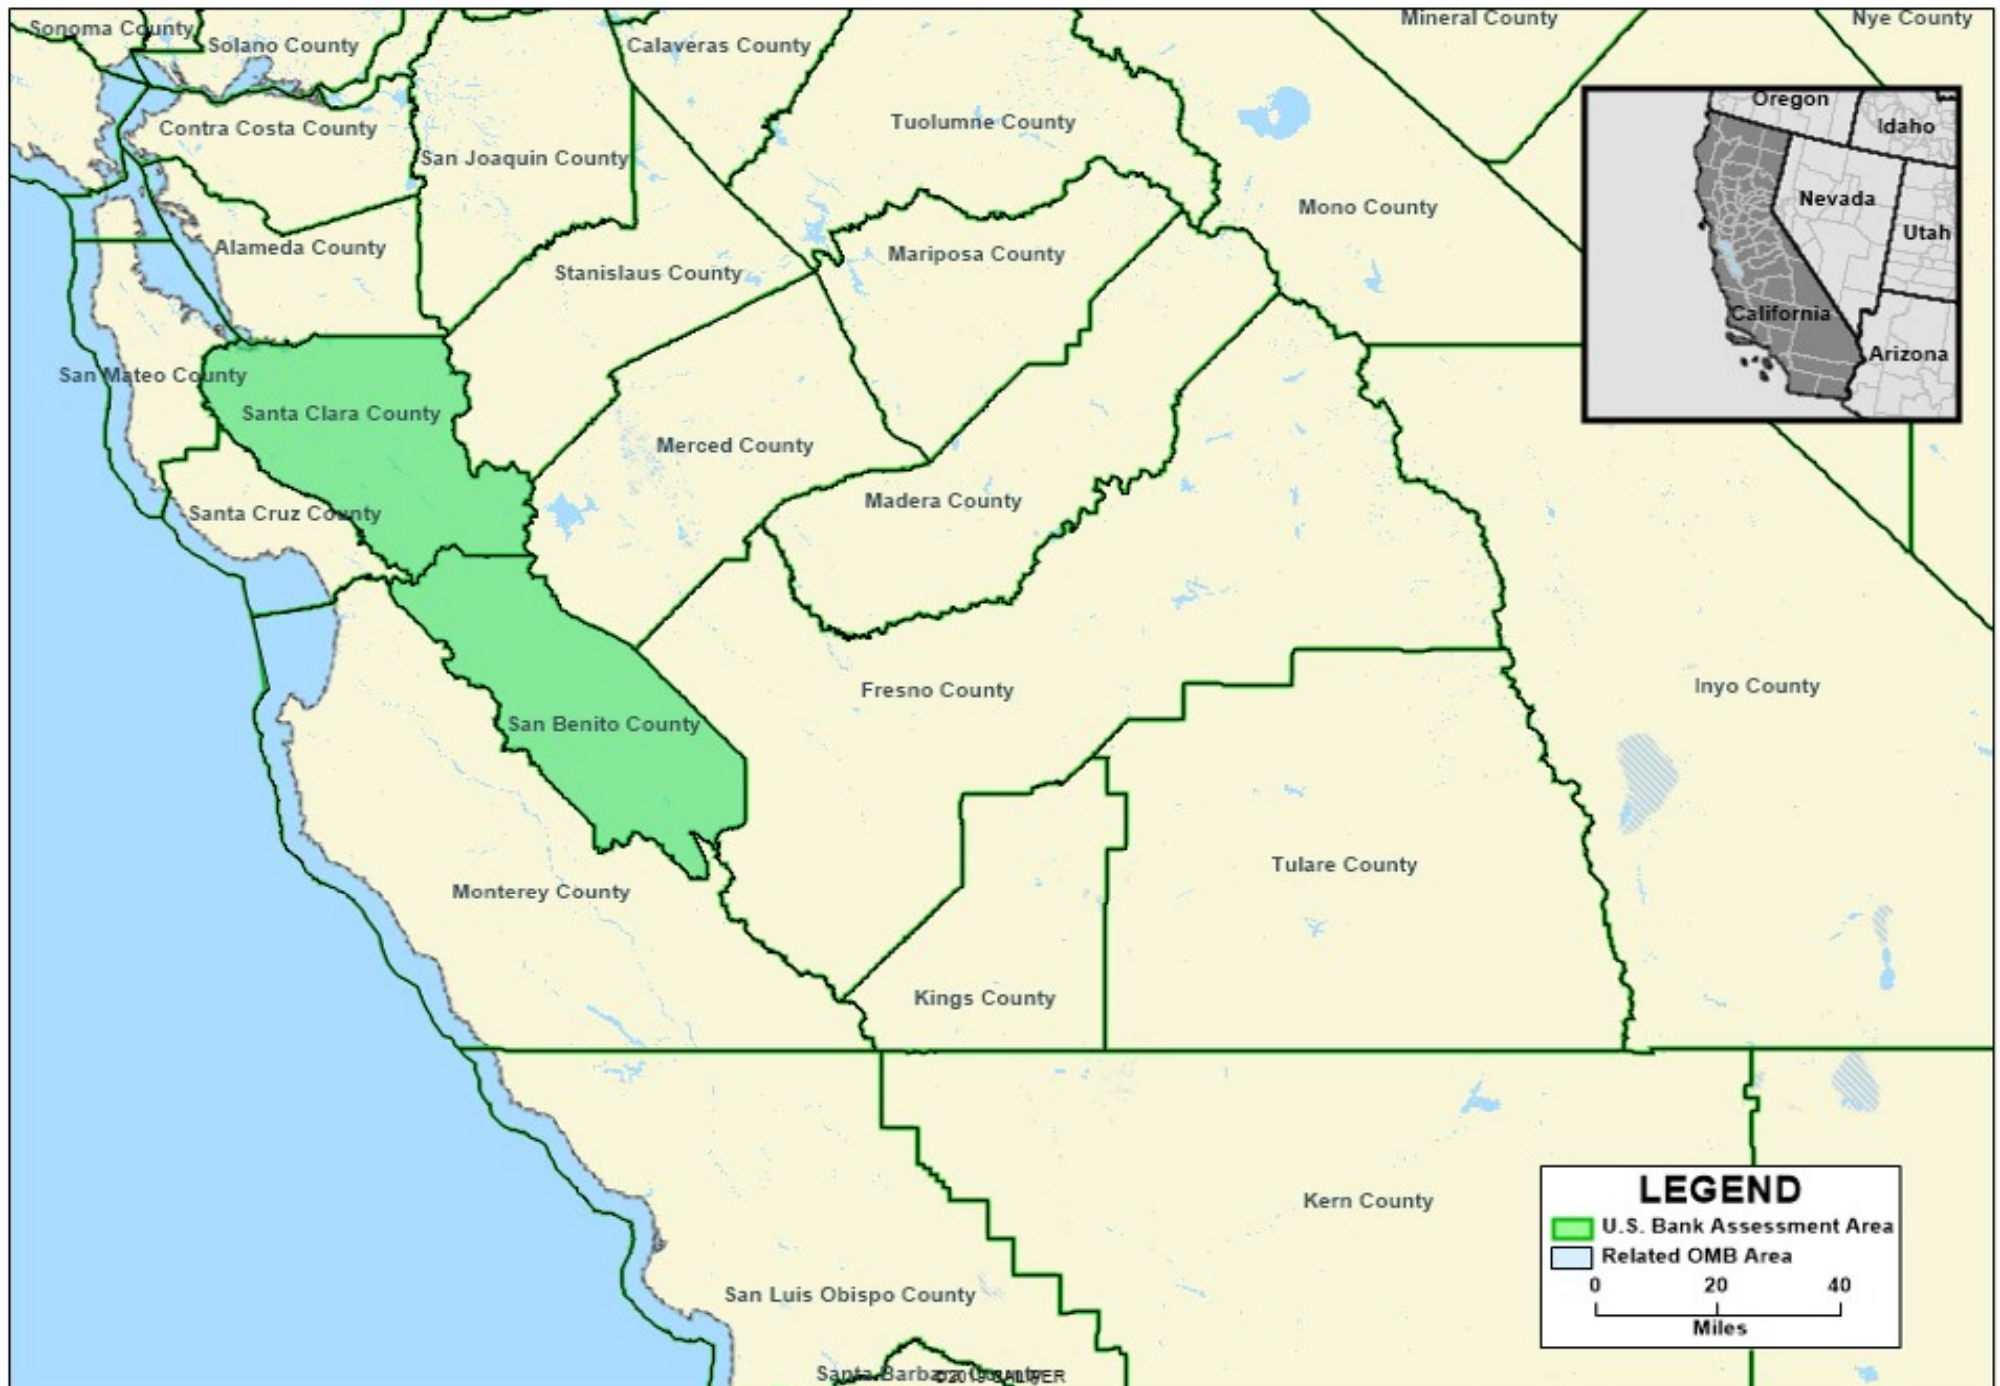 Sonoma County
Solano County
Calaveras County
Mineral County
Nye County
Contra Costa County
San Joaquin County
Tuolumne County
Oregon
Idaho
Nevada
Utah
California
Arizona
Mono County
Alameda County
Stanislaus County
Mariposa County
San Mateo County
Santa Clara County
Merced County
Madera County
Santa Cruz County
Fresno County
Inyo County
San Benito County
Tulare County
Monterey County
Kings County
Kern County
San Luis Obispo County
LEGEND
U.S. Bank Assessment Area
Related OMB Area
0 20 40
Miles
Santa Barbara County